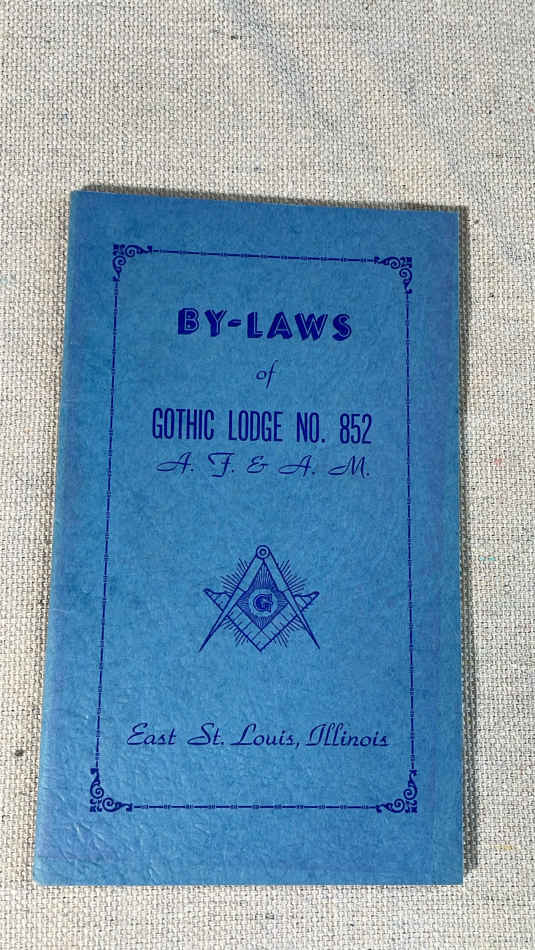 BY-LAWS
of
GOTHIC LODGE NO. 852
A. F. & A. M.
G
East St. Louis, Illinois